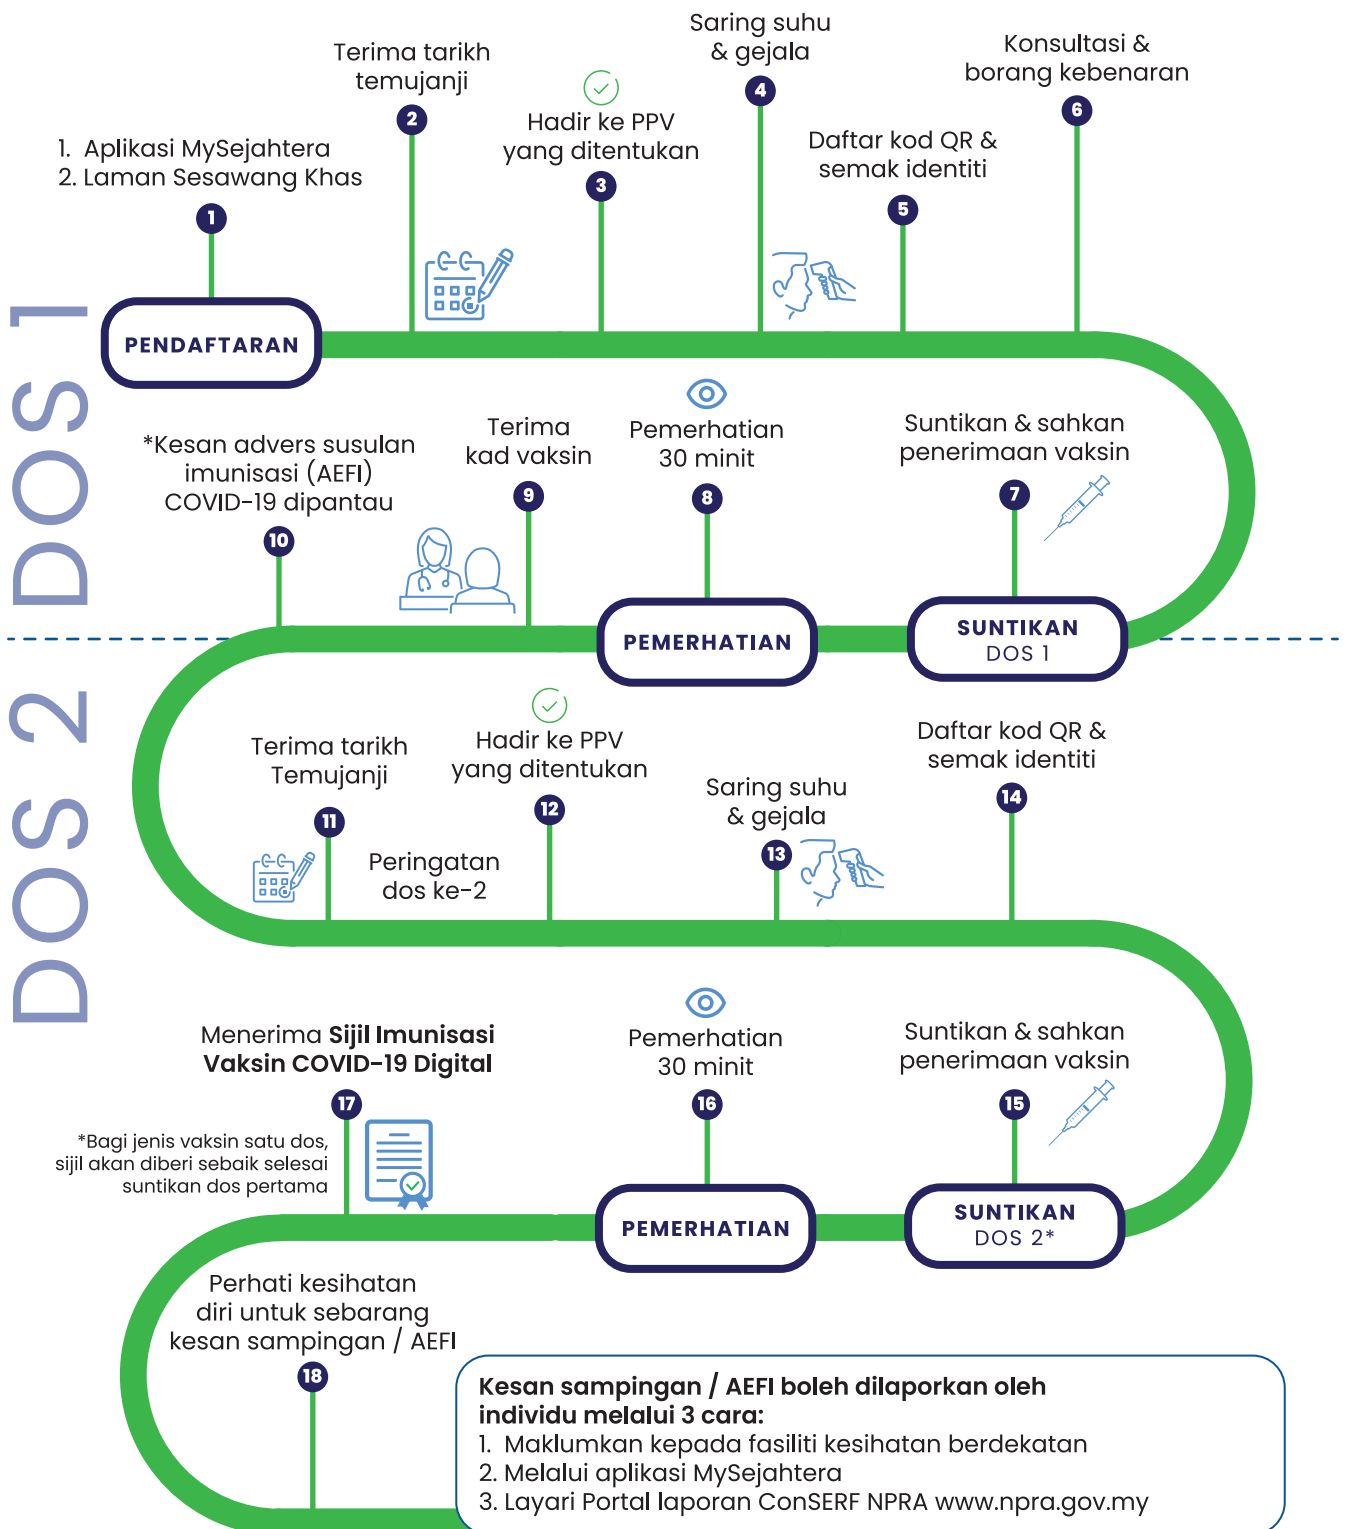 DOS 1
1. Aplikasi MySejahtera
2. Laman Sesawang Khas
1
PENDAFTARAN
Terima tarikh
temujanji
2
Hadir ke PPV
yang ditentukan
3
Saring suhu
& gejala
4
Daftar kod QR &
semak identiti
5
Konsultasi &
borang kebenaran
6
Suntikan & sahkan
penerimaan vaksin
7
SUNTIKAN
DOS 1
Pemerhatian
30 minit
8
PEMERHATIAN
Terima
kad vaksin
9
*Kesan advers susulan
imunisasi (AEFI)
COVID-19 dipantau
10
DOS 2
Terima tarikh
Temujanji
11
Peringatan
dos ke-2
Hadir ke PPV
yang ditentukan
12
Saring suhu
& gejala
13
Daftar kod QR &
semak identiti
14
Suntikan & sahkan
penerimaan vaksin
15
SUNTIKAN
DOS 2*
Pemerhatian
30 minit
16
PEMERHATIAN
Menerima Sijil Imunisasi
Vaksin COVID-19 Digital
17
*Bagi jenis vaksin satu dos,
sijil akan diberi sebaik selesai
suntikan dos pertama
Perhati kesihatan
diri untuk sebarang
kesan sampingan / AEFI
18
Kesan sampingan / AEFI boleh dilaporkan oleh
individu melalui 3 cara:
1. Maklumkan kepada fasiliti kesihatan berdekatan
2. Melalui aplikasi MySejahtera
3. Layari Portal laporan ConSERF NPRA www.npra.gov.my